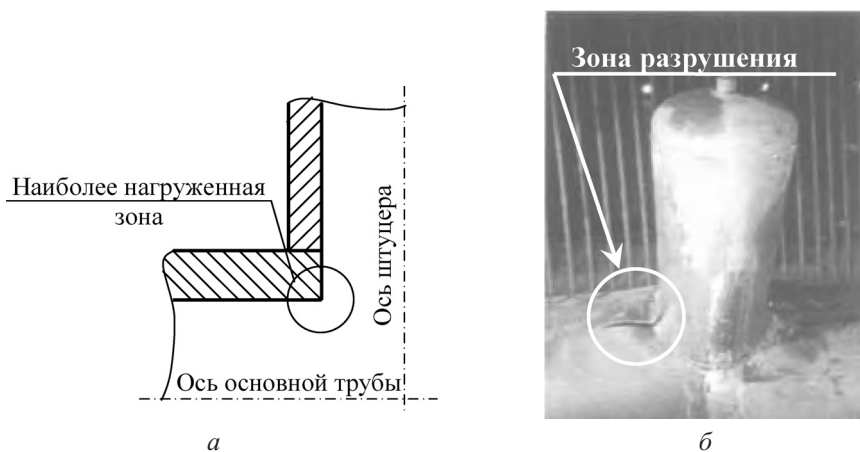 Наиболее нагруженная
зона
Ось штуцера
Ось основной трубы
а
Зона разрушения
б